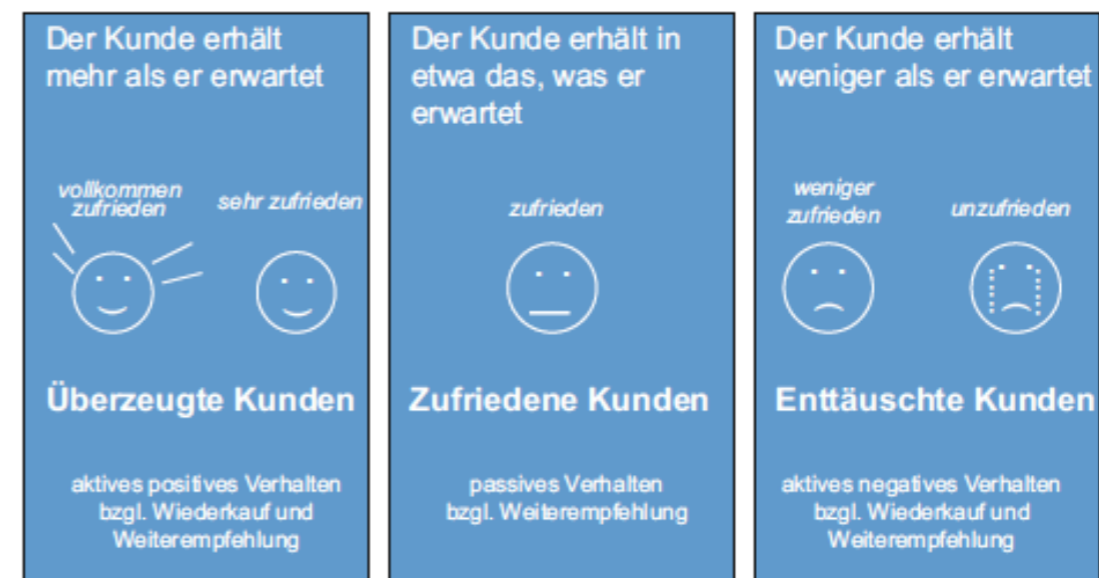 Der Kunde erhält
mehr als er erwartet
vollkommen
zufrieden
sehr zufrieden
Überzeugte Kunden
aktives positives Verhalten
bzgl. Wiederkauf und
Weiterempfehlung
Der Kunde erhält in
etwa das, was er
erwartet
zufrieden
Zufriedene Kunden
passives Verhalten
bzgl. Weiterempfehlung
Der Kunde erhält
weniger als er erwartet
weniger
zufrieden
unzufrieden
Enttäuschte Kunden
aktives negatives Verhalten
bzgl. Wiederkauf und
Weiterempfehlung